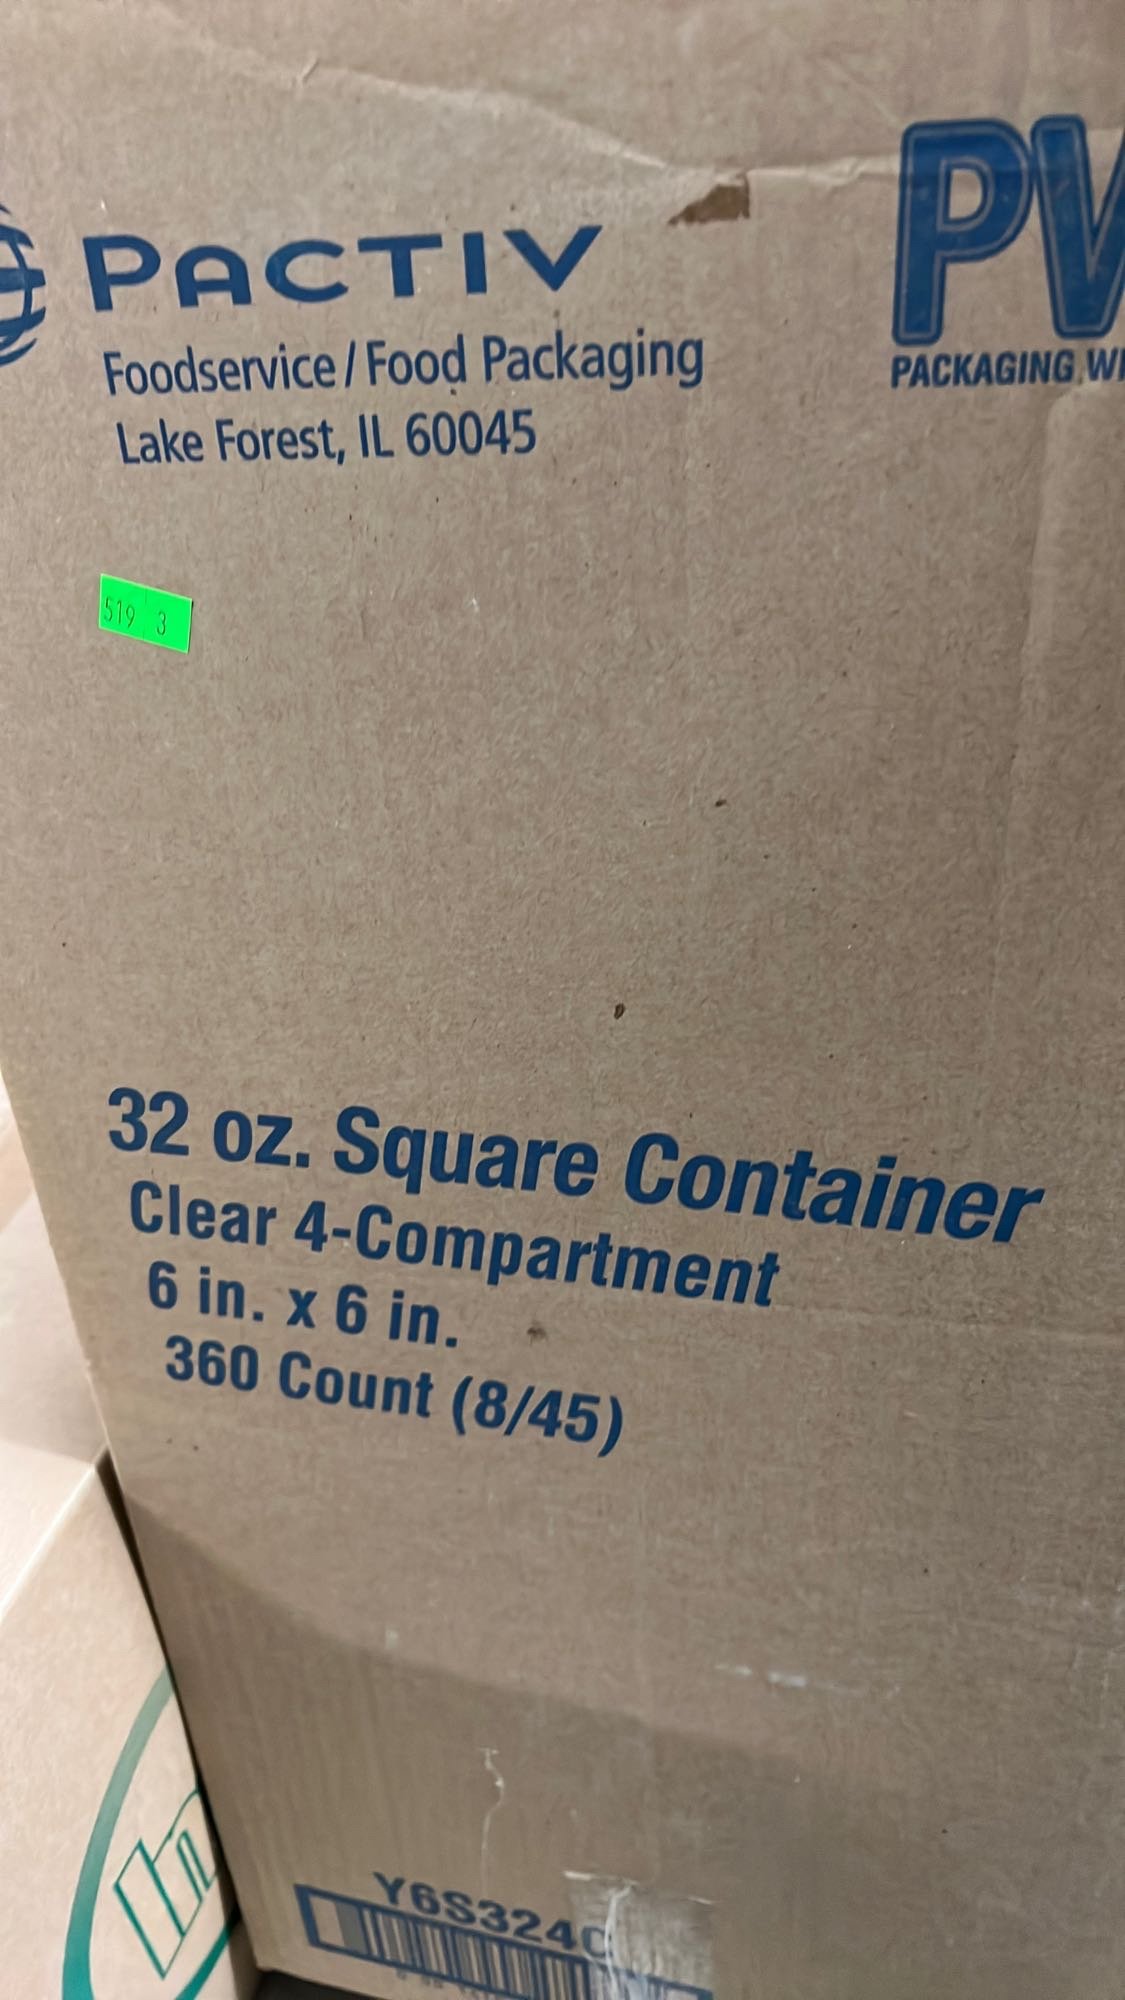 PACTIV
Foodservice / Food Packaging
Lake Forest, IL 60045
PACKAGING
519 3
32 oz. Square Container
Clear 4-Compartment
6 in. x 6 in.
360 Count (8/45)